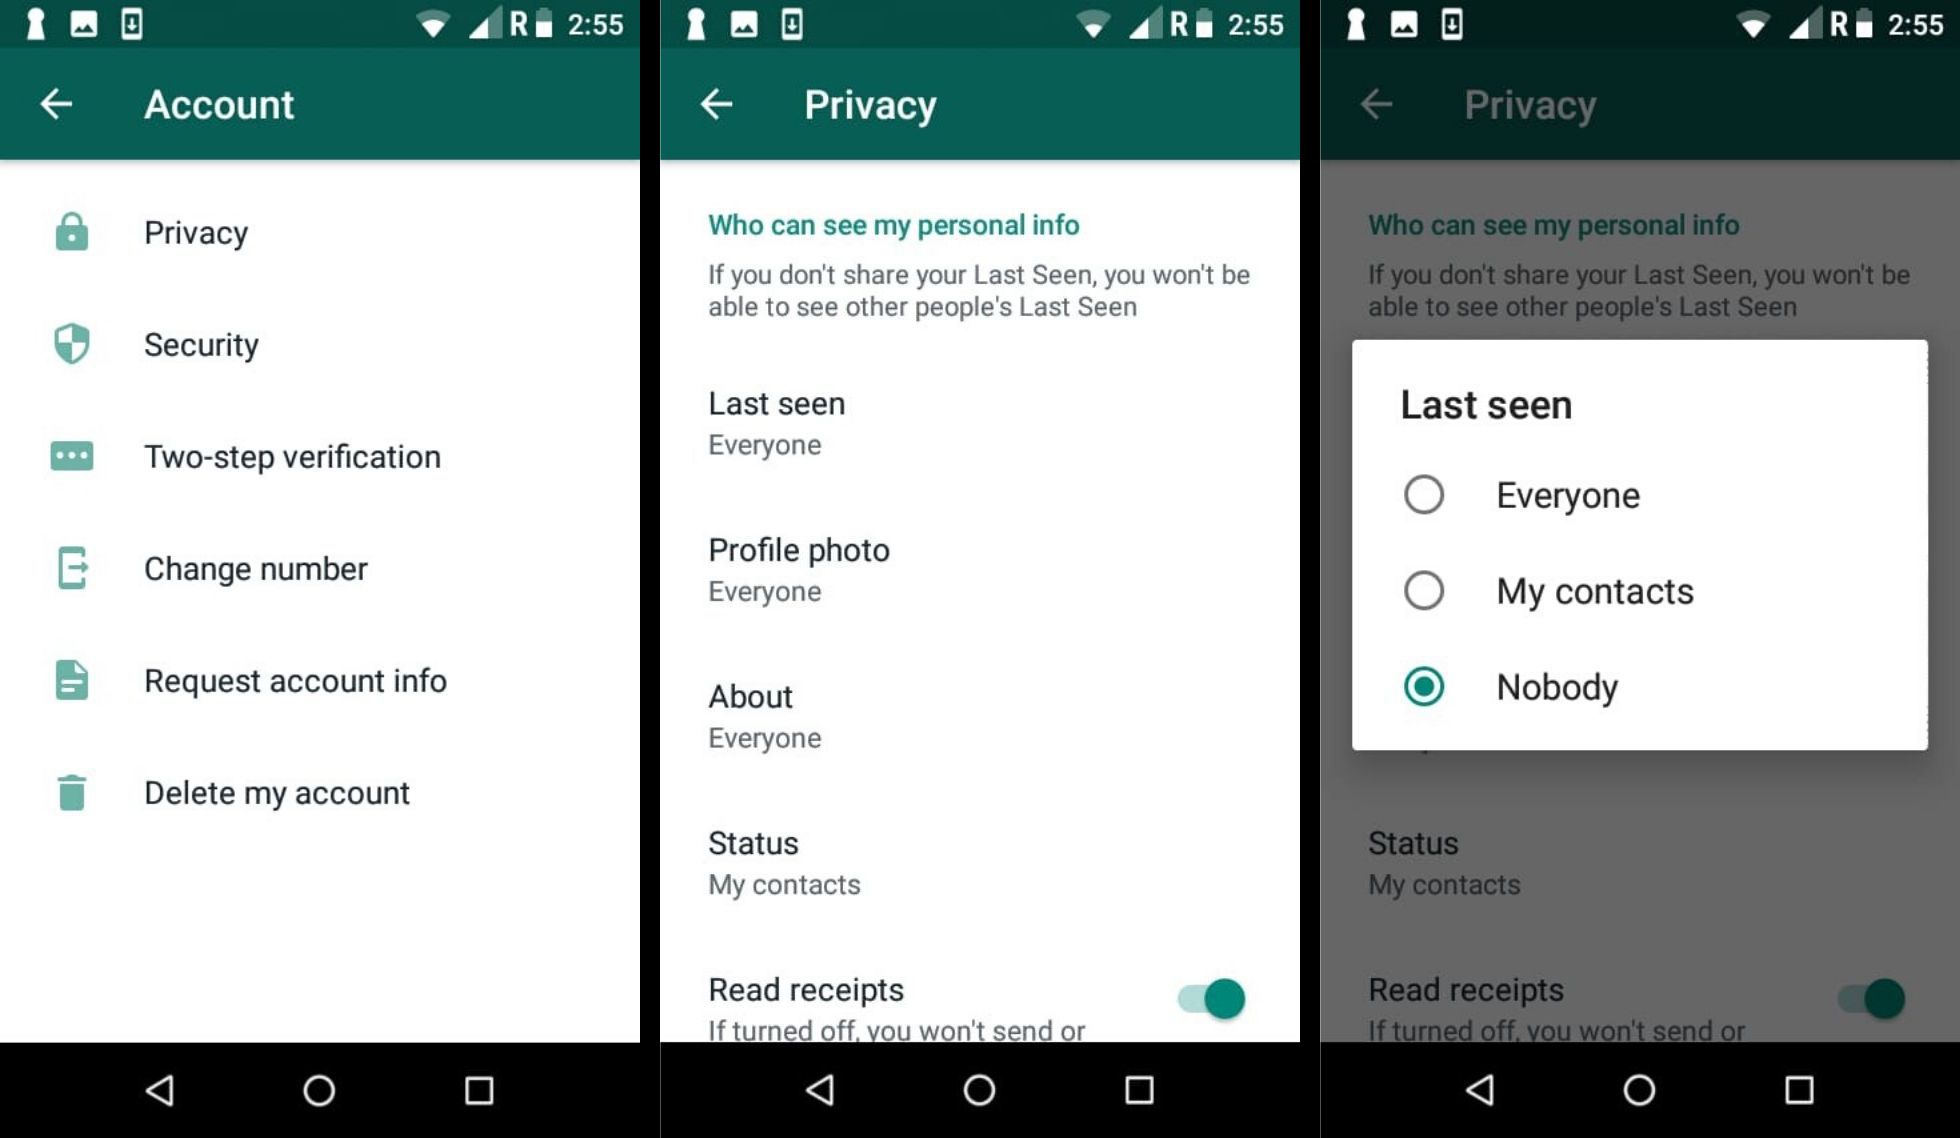 R 2:55
Account
Privacy
Security
Two-step verification
Change number
Request account info
Delete my account
R 2:55
Privacy
Who can see my personal info
If you don't share your Last Seen, you won't be
able to see other people's Last Seen
Last seen
Everyone
Profile photo
Everyone
About
Everyone
Status
My contacts
Read receipts
If turned off, you won't send or
R 2:55
Privacy
Who can see my personal info
If you don't share your Last Seen, you won't be
able to see other people's Last Seen
Last seen
Everyone
My contacts
Nobody
Status
My contacts
Read receipts
If turned off, you won't send or